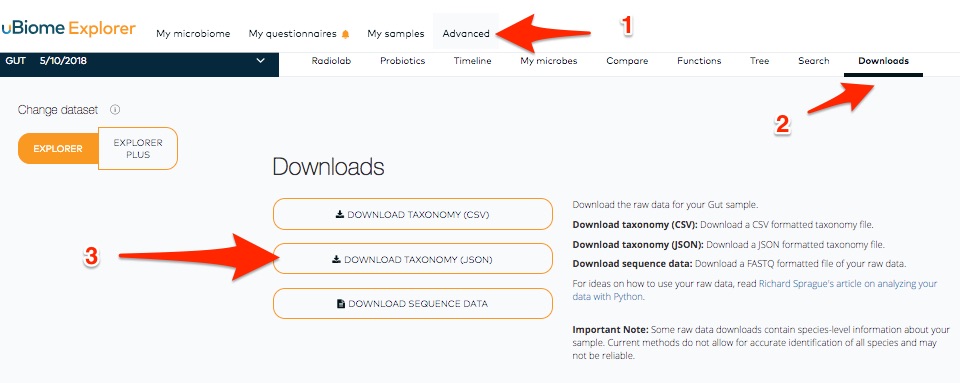 uBiome Explorer
My microbiome My questionnaires My samples Advanced
1
GUT 5/10/2018
Radiolab Probiotics Timeline My microbes Compare Functions Tree Search Downloads
2
Change dataset
EXPLORER
EXPLORER
PLUS
Downloads
DOWNLOAD TAXONOMY (CSV)
3
DOWNLOAD TAXONOMY (JSON)
DOWNLOAD SEQUENCE DATA
Download the raw data for your Gut sample.
Download taxonomy (CSV): Download a CSV formatted taxonomy file.
Download taxonomy (JSON): Download a JSON formatted taxonomy file.
Download sequence data: Download a FASTQ formatted file of your raw data.
For ideas on how to use your raw data, read Richard Sprague's article on analyzing your
data with Python.
Important Note: Some raw data downloads contain species-level information about your
sample. Current methods do not allow for accurate identification of all species and may
not be reliable.